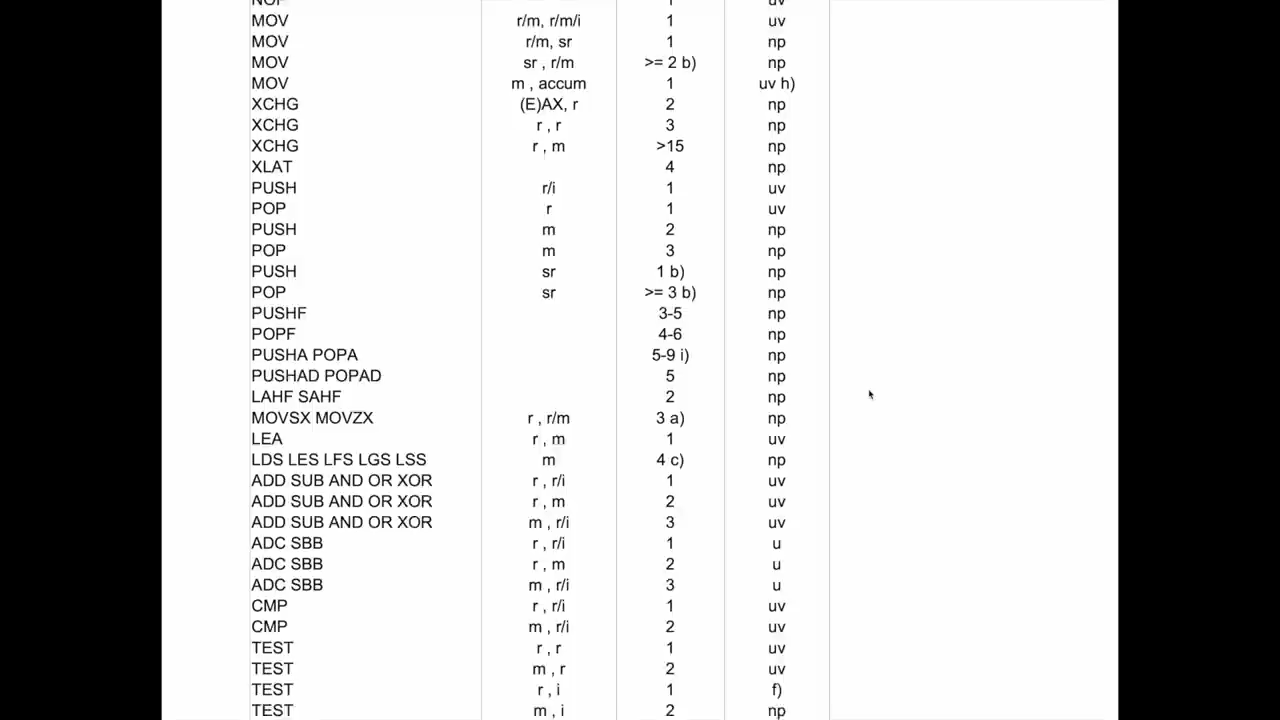 NOP 1 uv
MOV r/m, r/m/i 1 uv
MOV r/m, sr 1 np
MOV sr , r/m >= 2 b) np
MOV m , accum 1 uv h)
XCHG (E)AX, r 2 np
XCHG r , r 3 np
XCHG r , m >15 np
XLAT 4 np
PUSH r/i 1 uv
POP r 1 uv
PUSH m 2 np
POP m 3 np
PUSH sr 1 b) np
POP sr >= 3 b) np
PUSHF 3-5 np
POPF 4-6 np
PUSHA POPA 5-9 i) np
PUSHAD POPAD 5 np
LAHF SAHF 2 np
MOVSX MOVZX r , r/m 3 a) np
LEA r , m 1 uv
LDS LES LFS LGS LSS m 4 c) np
ADD SUB AND OR XOR r , r/i 1 uv
ADD SUB AND OR XOR r , m 2 uv
ADD SUB AND OR XOR m , r/i 3 uv
ADC SBB r , r/i 1 u
ADC SBB r , m 2 u
ADC SBB m , r/i 3 u
CMP r , r/i 1 uv
CMP m , r/i 2 uv
TEST r , r 1 uv
TEST m , r 2 uv
TEST r , i 1 f)
TEST m , i 2 np